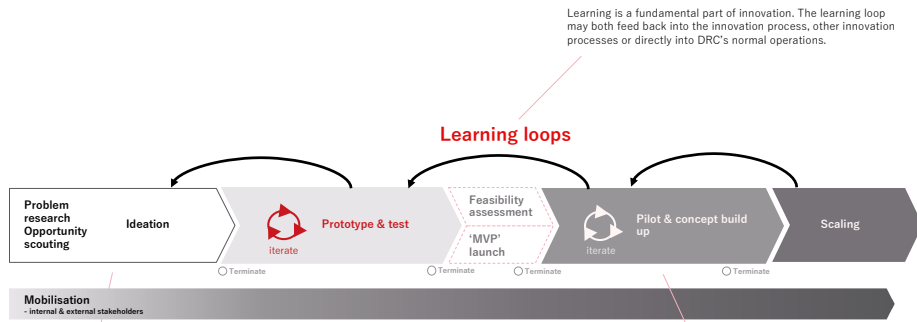 Learning is a fundamental part of innovation. The learning loop
may both feed back into the innovation process, other innovation
processes or directly into DRC's normal operations.
Learning loops
Problem
research
Opportunity
scouting
Ideation
iterate
Prototype & test
Feasibility
assessment
'MVP'
launch
iterate
Pilot & concept build
up
Scaling
Terminate
Terminate
Terminate
Terminate
Mobilisation
- internal & external stakeholders